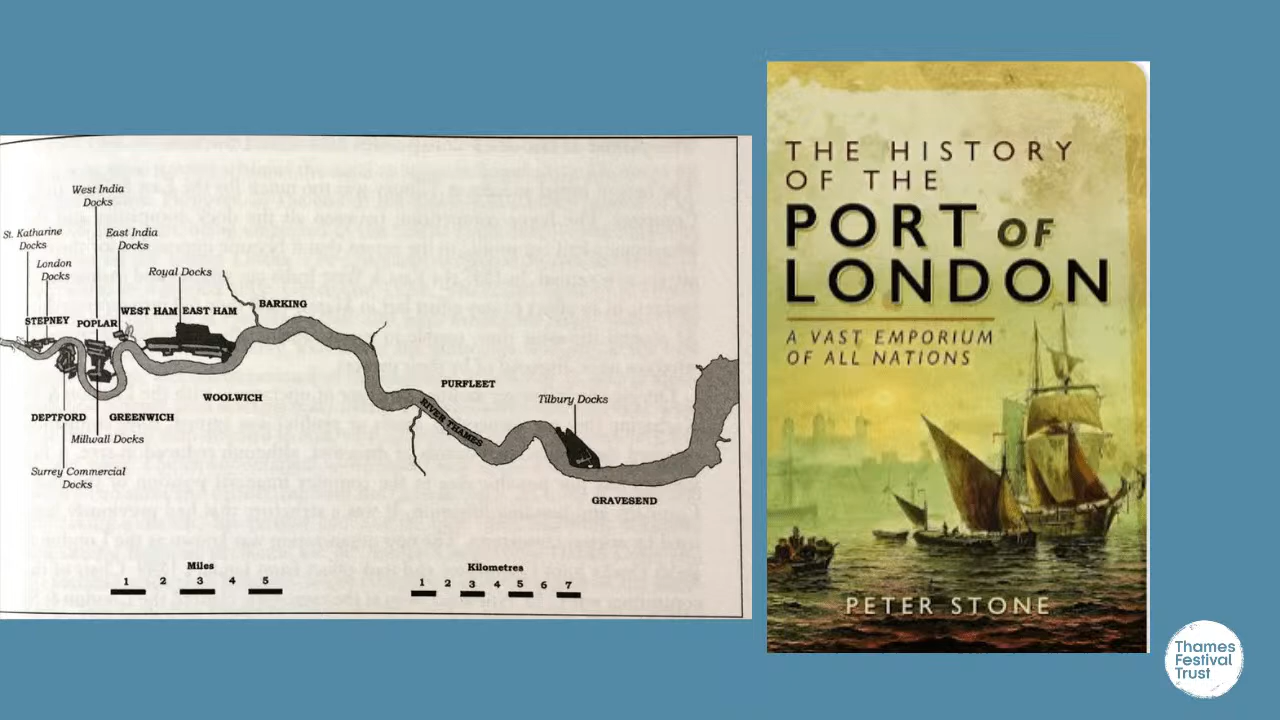 West India
Docks
St. Katharine
Docks
East India
Docks
London
Docks
Royal Docks
WEST HAM
EAST HAM
BARKING
STEPNEY
POPLAR
PURFLEET
WOOLWICH
Tilbury Docks
DEPTFORD
GREENWICH
RIVER THAMES
Millwall Docks
Surrey Commercial
Docks
GRAVESEND
Miles
1 2 3 4 5
Kilometres
1 2 3 4 5 6 7
THE HISTORY
OF THE
PORT OF
LONDON
A VAST EMPORIUM
OF ALL NATIONS
PETER STONE
Thames
Festival
Trust